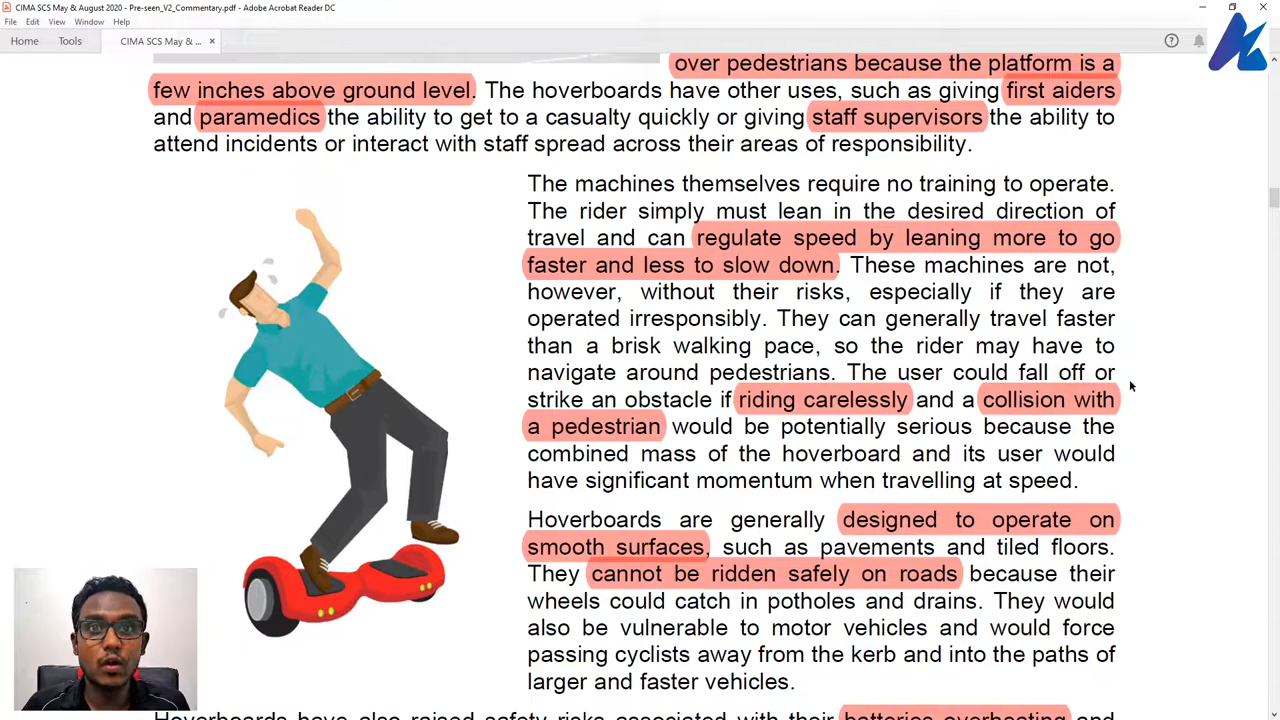 CIMA SCS May & August 2020 - Pre-seen_V2_Commentary.pdf - Adobe Acrobat Reader DC
File Edit View Window Help
Home Tools CIMA SCS May & ... ×
over pedestrians because the platform is a
few inches above ground level. The hoverboards have other uses, such as giving first aiders
and paramedics the ability to get to a casualty quickly or giving staff supervisors the ability to
attend incidents or interact with staff spread across their areas of responsibility.
The machines themselves require no training to operate.
The rider simply must lean in the desired direction of
travel and can regulate speed by leaning more to go
faster and less to slow down. These machines are not,
however, without their risks, especially if they are
operated irresponsibly. They can generally travel faster
than a brisk walking pace, so the rider may have to
navigate around pedestrians. The user could fall off or
strike an obstacle if riding carelessly and a collision with
a pedestrian would be potentially serious because the
combined mass of the hoverboard and its user would
have significant momentum when travelling at speed.
Hoverboards are generally designed to operate on
smooth surfaces, such as pavements and tiled floors.
They cannot be ridden safely on roads because their
wheels could catch in potholes and drains. They would
also be vulnerable to motor vehicles and would force
passing cyclists away from the kerb and into the paths of
larger and faster vehicles.
Hoverboards have also raised safety risks associated with their batteries overheating and